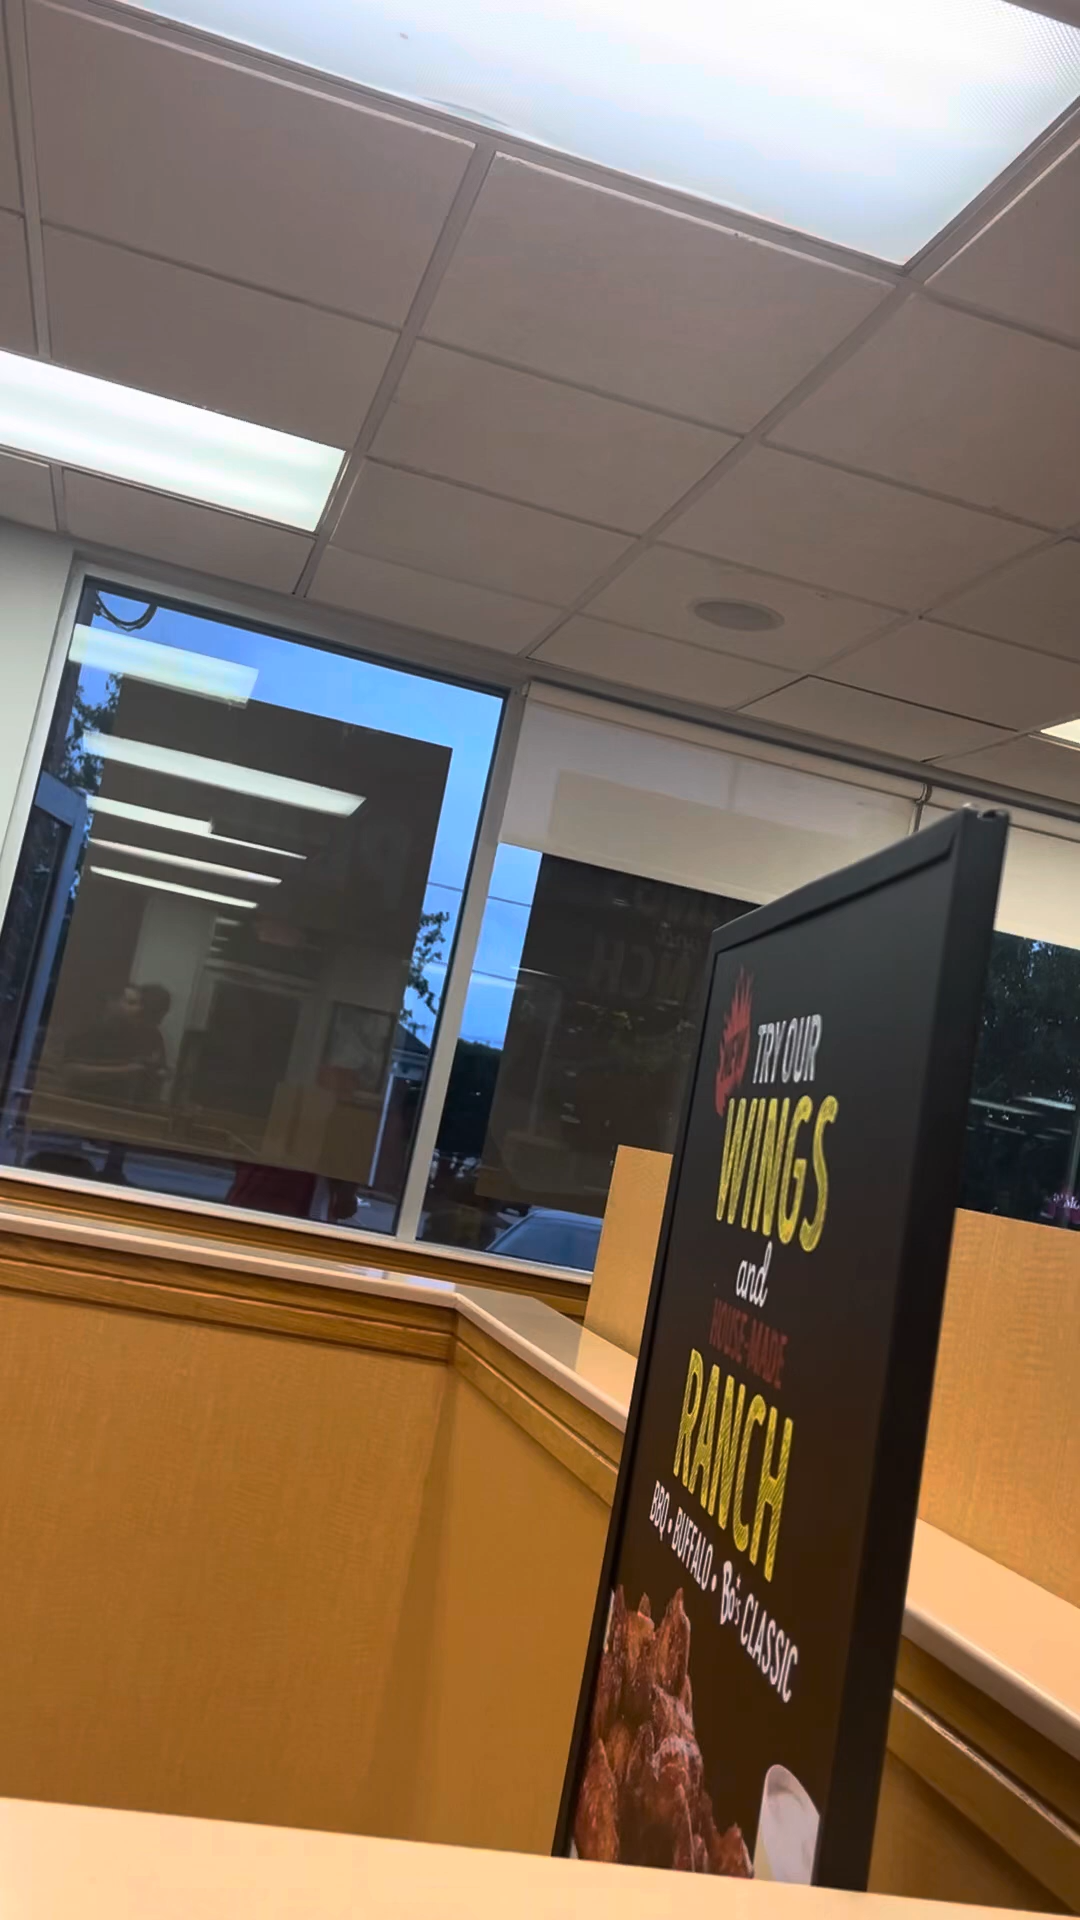 TRY OUR
WINGS
and
HOUSE-MADE
RANCH
BBQ • BUFFALO • Bo's CLASSIC